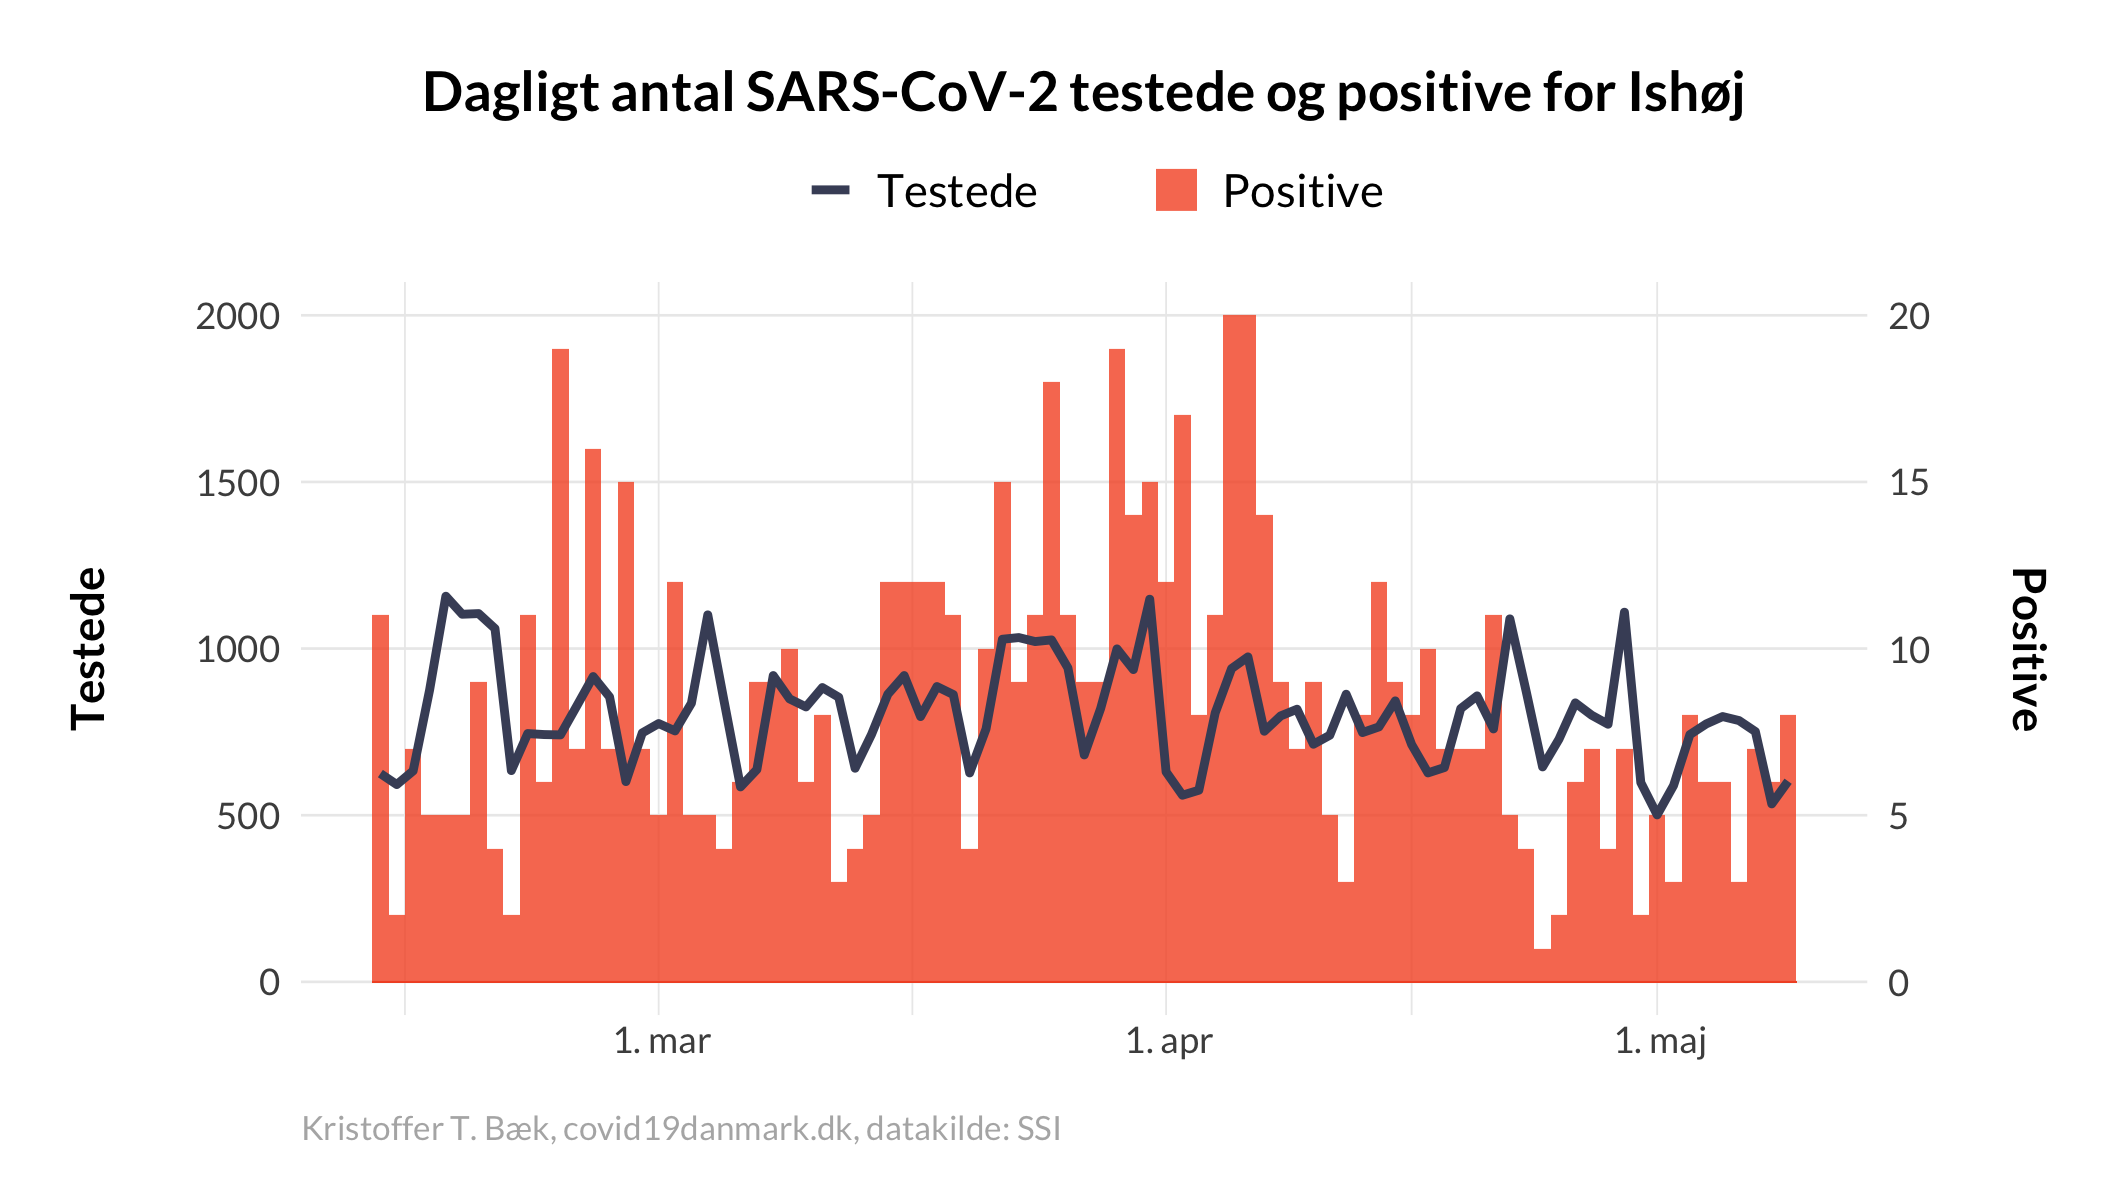 Dagligt antal SARS-CoV-2 testede og positive for Ishøj
Testede
Positive
2000
1500
1000
500
0
Testede
20
15
10
5
0
Positive
1. mar
1. apr
1. maj
Kristoffer T. Bæk, covid19danmark.dk, datakilde: SSI